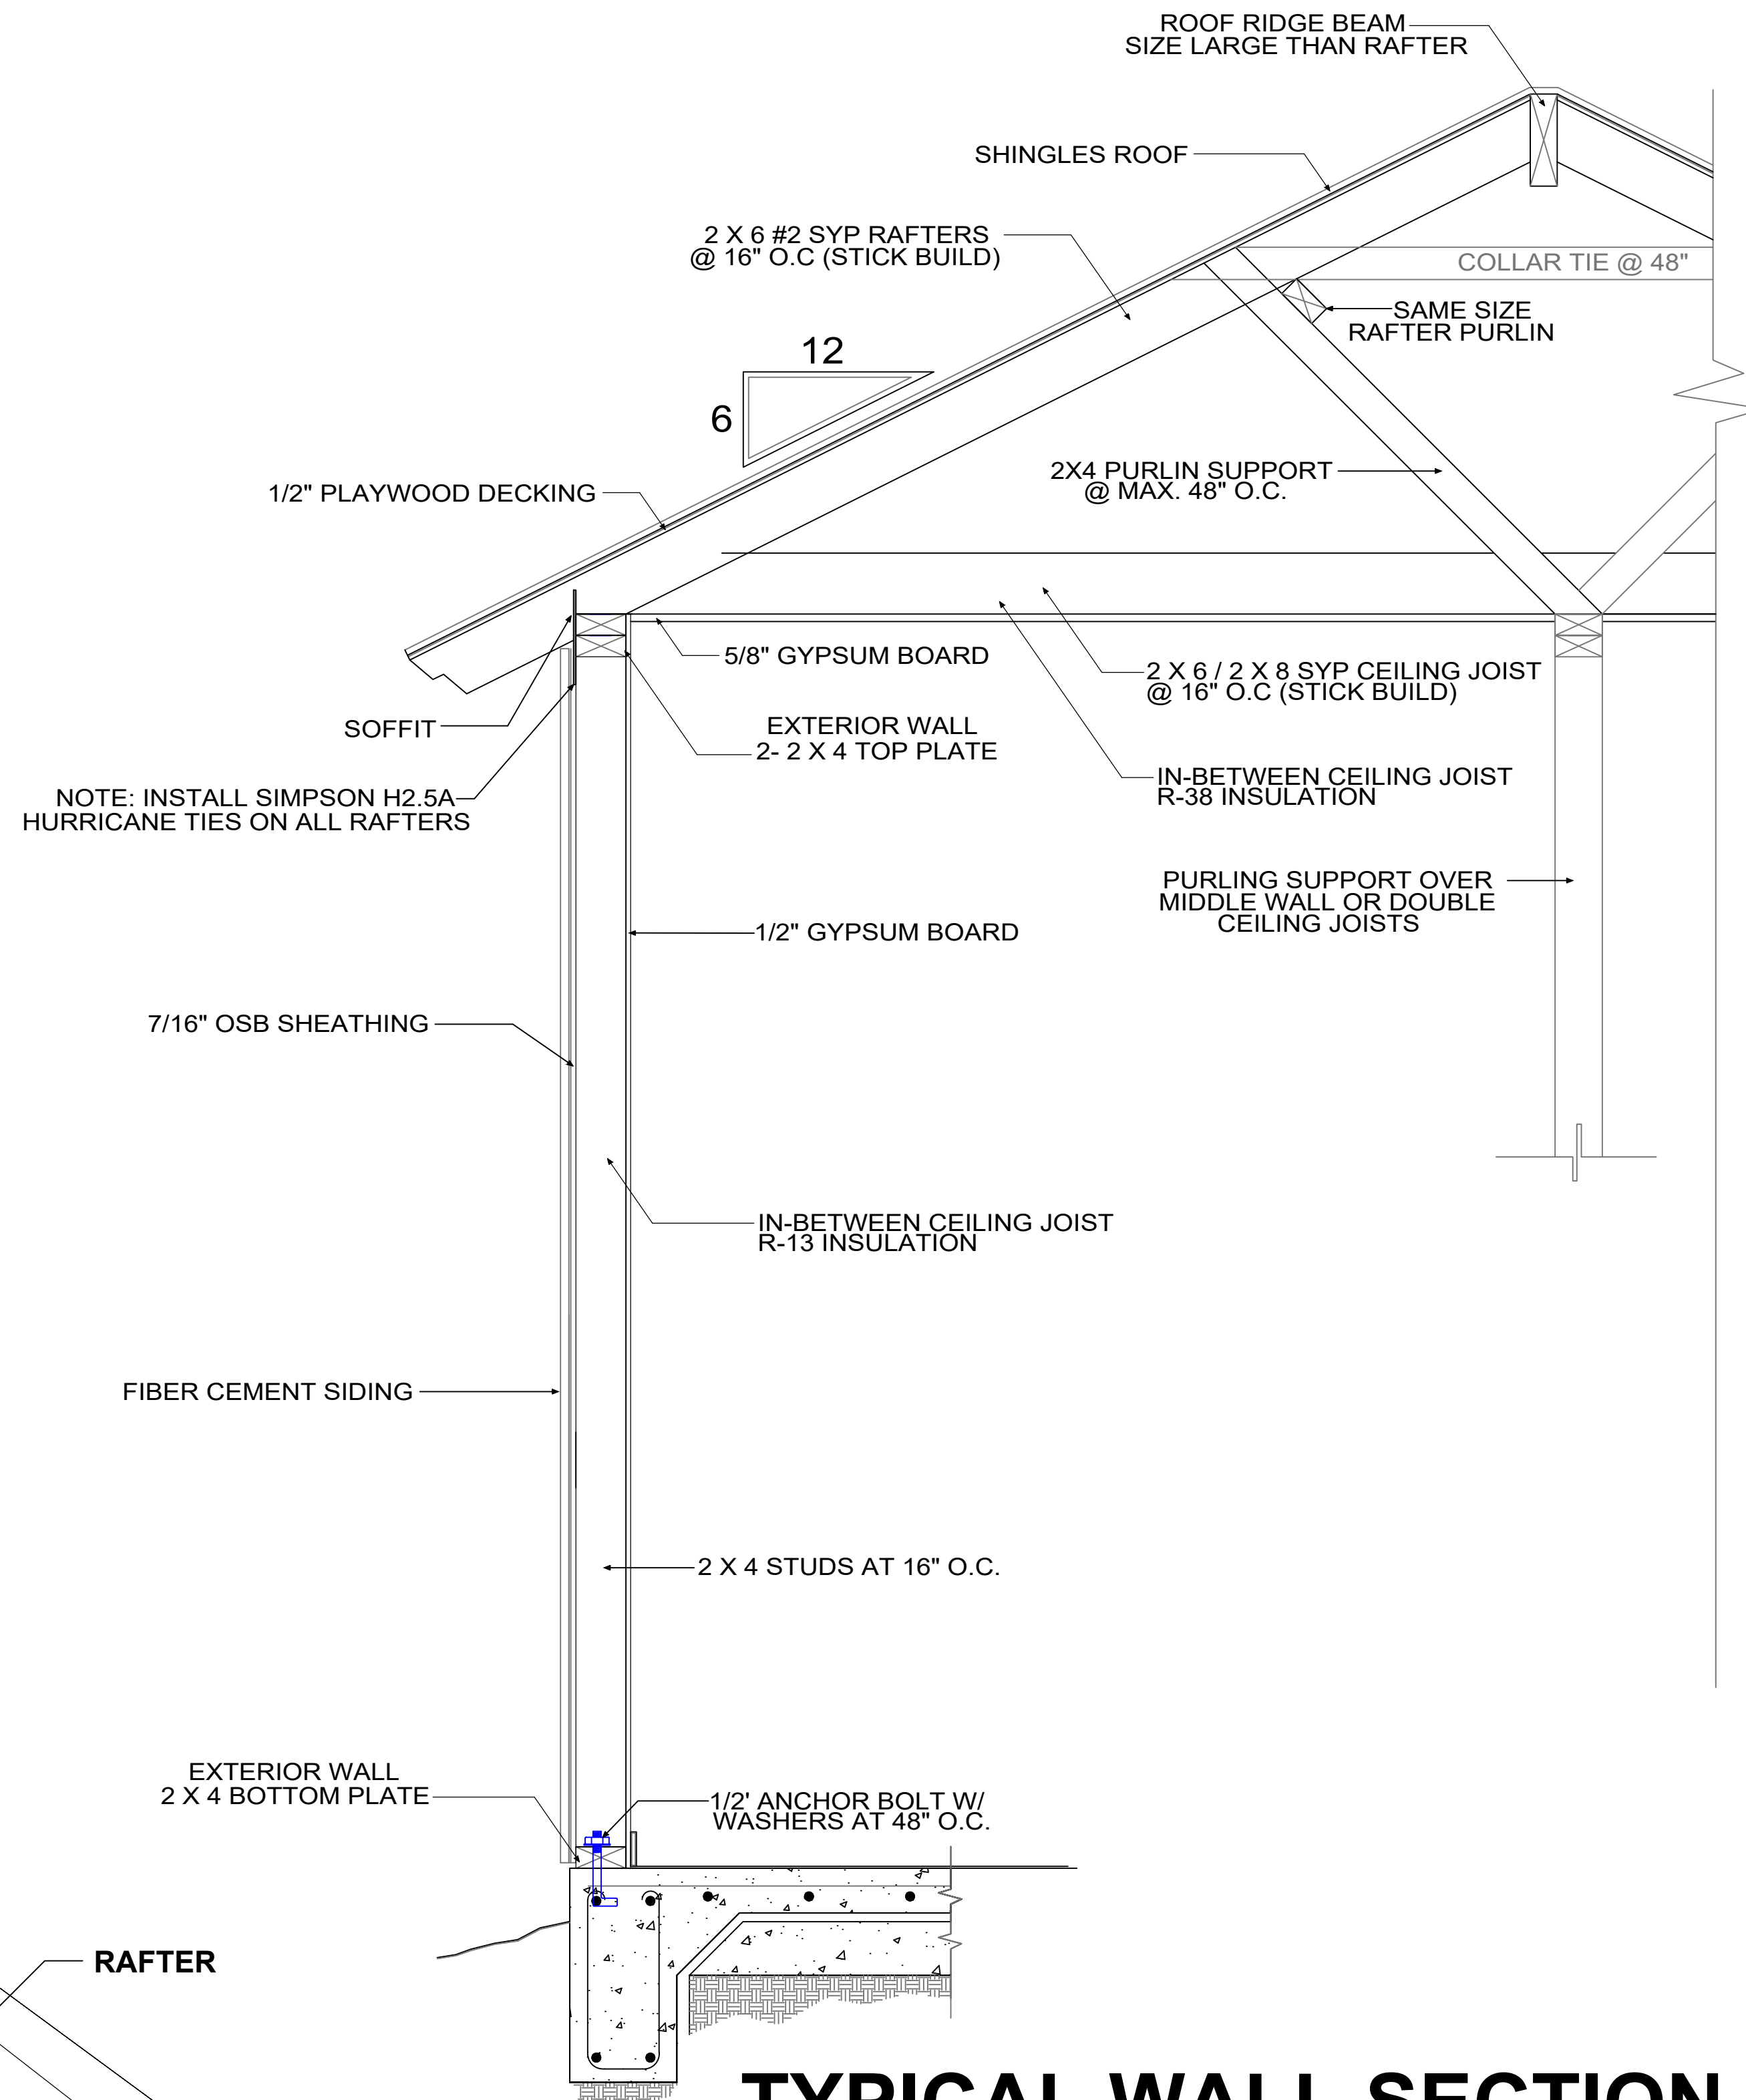 ROOF RIDGE BEAM
SIZE LARGE THAN RAFTER
SHINGLES ROOF
2 X 6 #2 SYP RAFTERS
@ 16" O.C (STICK BUILD)
COLLAR TIE @ 48"
SAME SIZE
RAFTER PURLIN
12
6
2X4 PURLIN SUPPORT
@ MAX. 48" O.C.
1/2" PLAYWOOD DECKING
5/8" GYPSUM BOARD
2 X 6 / 2 X 8 SYP CEILING JOIST
@ 16" O.C (STICK BUILD)
SOFFIT
EXTERIOR WALL
2- 2 X 4 TOP PLATE
IN-BETWEEN CEILING JOIST
R-38 INSULATION
NOTE: INSTALL SIMPSON H2.5A
HURRICANE TIES ON ALL RAFTERS
PURLING SUPPORT OVER
MIDDLE WALL OR DOUBLE
CEILING JOISTS
1/2" GYPSUM BOARD
7/16" OSB SHEATHING
IN-BETWEEN CEILING JOIST
R-13 INSULATION
FIBER CEMENT SIDING
2 X 4 STUDS AT 16" O.C.
EXTERIOR WALL
2 X 4 BOTTOM PLATE
1/2' ANCHOR BOLT W/
WASHERS AT 48" O.C.
RAFTER
TYPICAL WALL SECTION